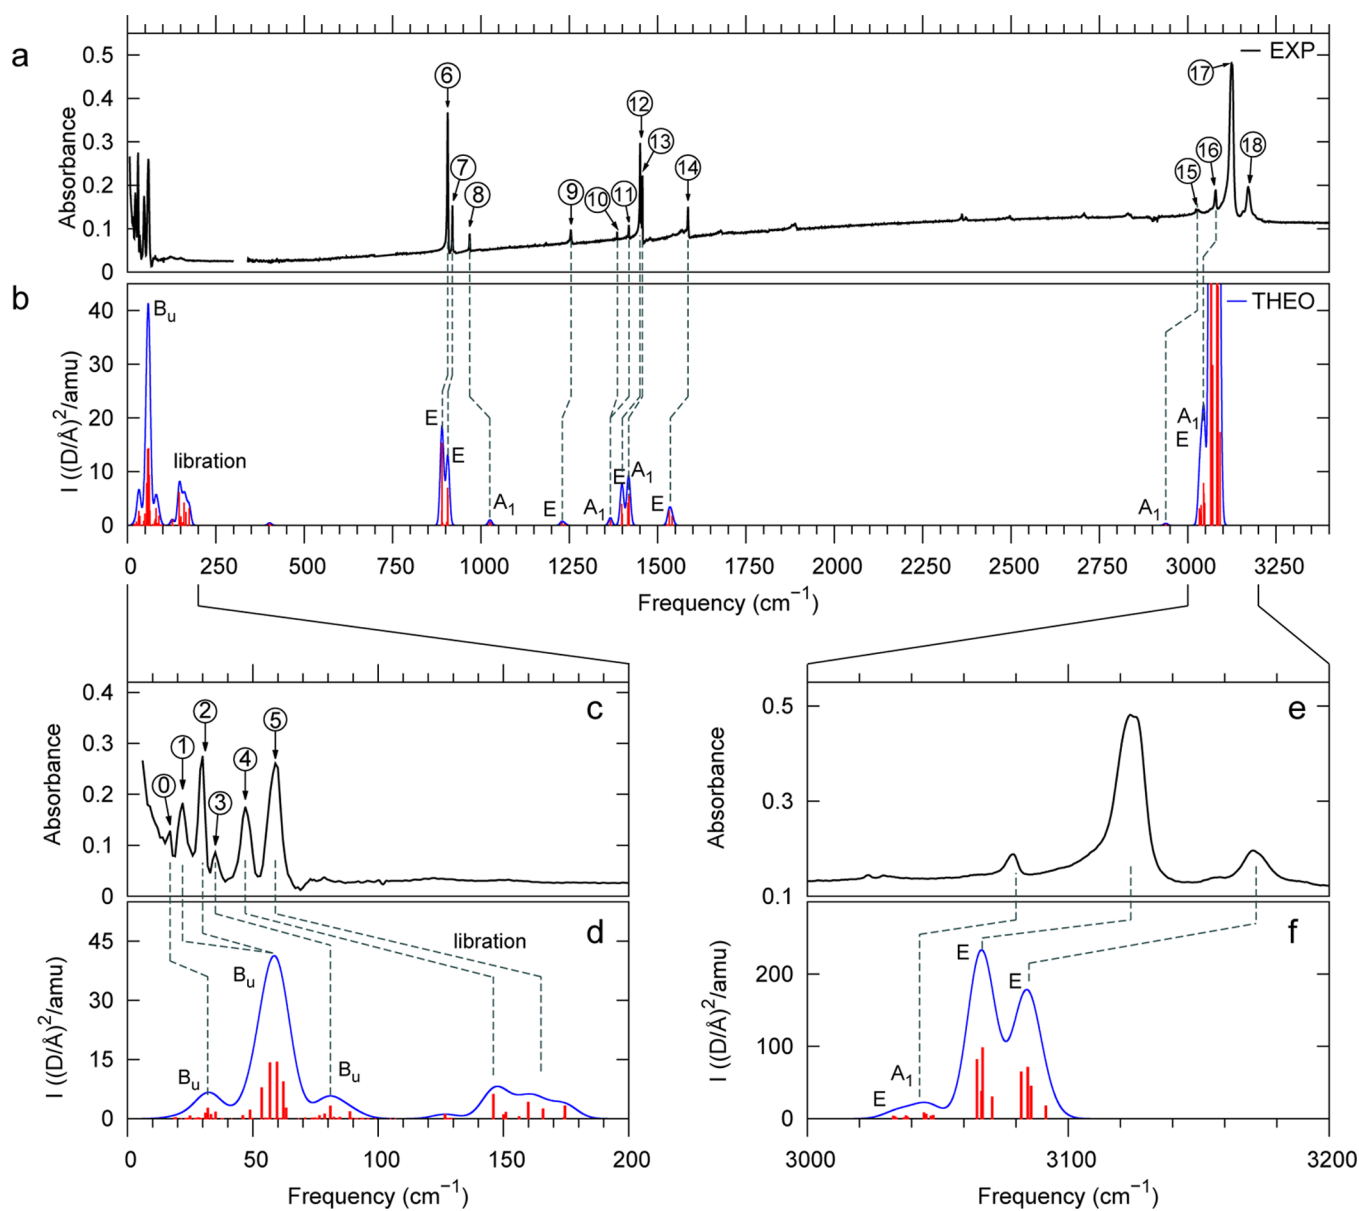 a
EXP
Absorbance
0.5
0.4
0.3
0.2
0.1
0
6
7
8
9
10
11
12
13
14
15
16
17
18
b
THEO
I ((D/Å)²/amu)
40
30
20
10
0
Bᵤ
libration
E
E
A₁
E
A₁
E
A₁
E
A₁
A₁
E
0 250 500 750 1000 1250 1500 1750 2000 2250 2500 2750 3000 3250
Frequency (cm⁻¹)
c
Absorbance
0.4
0.3
0.2
0.1
0
0
1
2
3
4
5
d
I ((D/Å)²/amu)
45
30
15
0
Bᵤ
Bᵤ
Bᵤ
libration
0 50 100 150 200
Frequency (cm⁻¹)
e
Absorbance
0.5
0.3
0.1
f
I ((D/Å)²/amu)
200
100
0
E
A₁
E
E
3000 3100 3200
Frequency (cm⁻¹)